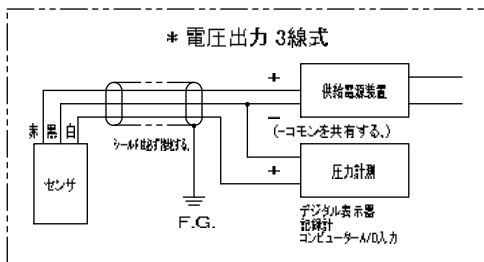 * 電圧出力 3線式
+
供給電源装置
−
(−コモンを共有する。)
赤 黒 白
シールドは必ず接地する。
センサ
+
圧力計測
F.G.
デジタル表示器
記録計
コンピューターA/D入力